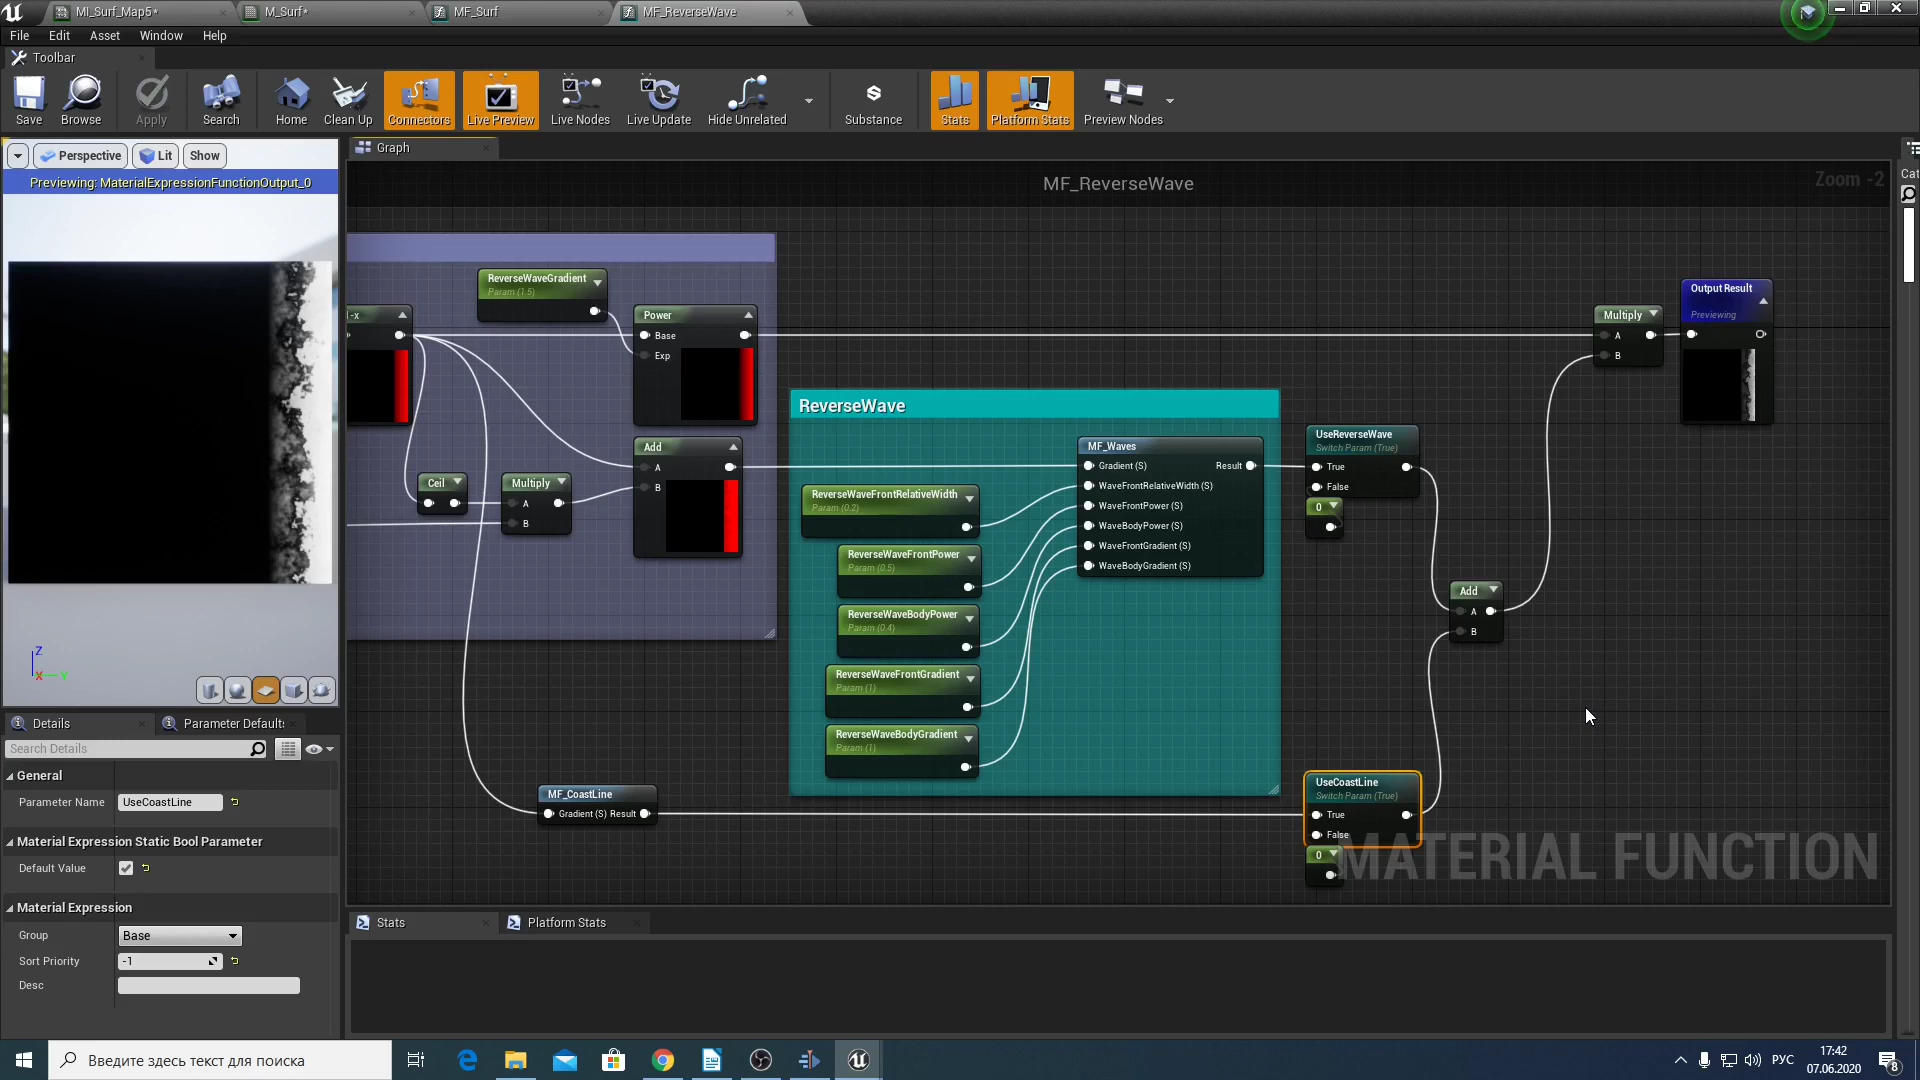 MI_Surf_Map5*
M_Surf*
MF_Surf
MF_ReverseWave
File Edit Asset Window Help
Toolbar
Save Browse Apply Search Home Clean Up Connectors Live Preview Live Nodes Live Update Hide Unrelated Substance Stats Platform Stats Preview Nodes
Perspective Lit Show
Previewing: MaterialExpressionFunctionOutput_0
Z
X
Y
Graph
MF_ReverseWave
Zoom -2
Cat
1-x
ReverseWaveGradient
Param (1.5)
Power
Base
Exp
Add
A
B
Ceil
Multiply
A
B
ReverseWave
ReverseWaveFrontRelativeWidth
Param (0.2)
ReverseWaveFrontPower
Param (0.5)
ReverseWaveBodyPower
Param (0.4)
ReverseWaveFrontGradient
Param (1)
ReverseWaveBodyGradient
Param (1)
MF_Waves
Gradient (S) Result
WaveFrontRelativeWidth (S)
WaveFrontPower (S)
WaveBodyPower (S)
WaveFrontGradient (S)
WaveBodyGradient (S)
UseReverseWave
Switch Param (True)
True
False
0
Add
A
B
Multiply
A
B
Output Result
Previewing
MF_CoastLine
Gradient (S) Result
UseCoastLine
Switch Param (True)
True
False
0
MATERIAL FUNCTION
Details
Parameter Defaults
Search Details
General
Parameter Name UseCoastLine
Material Expression Static Bool Parameter
Default Value
Material Expression
Group Base
Sort Priority -1
Desc
Stats
Platform Stats
Введите здесь текст для поиска
РУС
17:42
07.06.2020
8